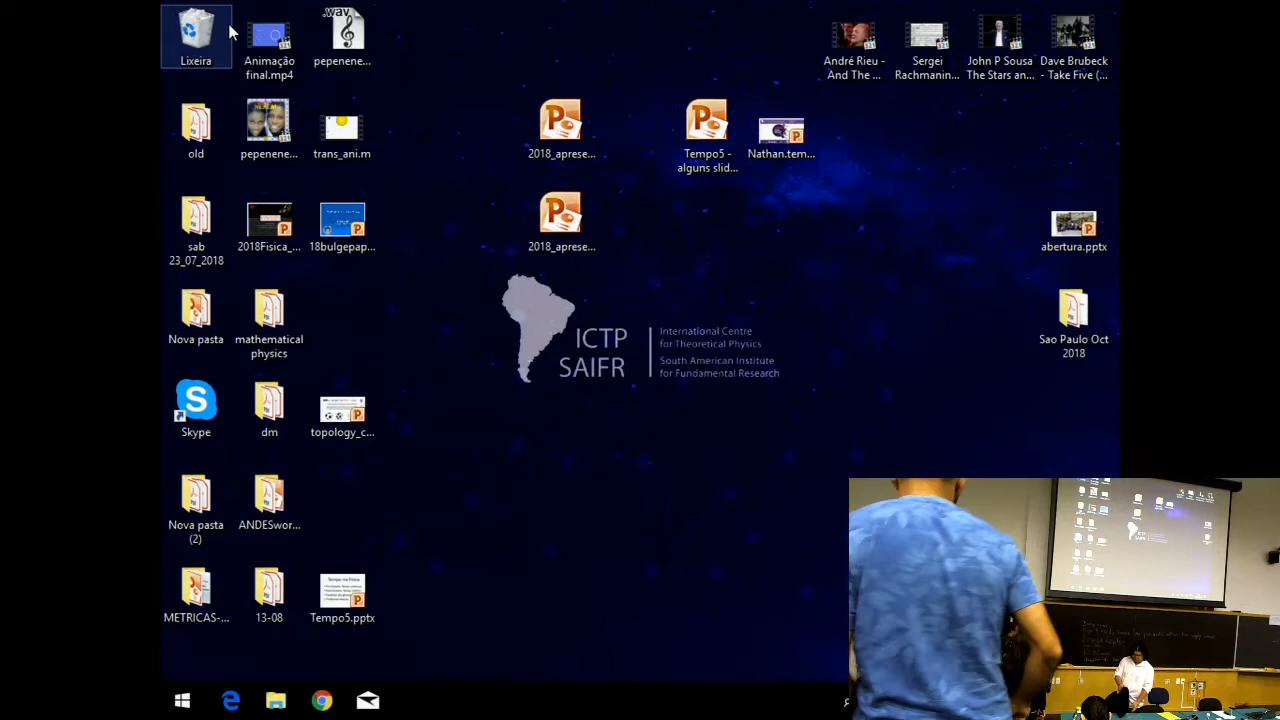 Lixeira
Animação
final.mp4
.wav
pepenene...
André Rieu -
And The ...
Sergei
Rachmanin...
John P Sousa
The Stars an...
Dave Brubeck
- Take Five (...
old
pepenene...
trans_ani.m
2018_aprese...
Tempo5 -
alguns slid...
Nathan.tem...
sab
23_07_2018
2018Fisica_...
18bulgepap...
2018_aprese...
abertura.pptx
Nova pasta
mathematical
physics
ICTP
SAIFR
International Centre
for Theoretical Physics
South American Institute
for Fundamental Research
Sao Paulo Oct
2018
Skype
dm
topology_c...
Nova pasta
(2)
ANDESwor...
METRICAS-...
13-08
Tempo na Física
Tempo5.pptx